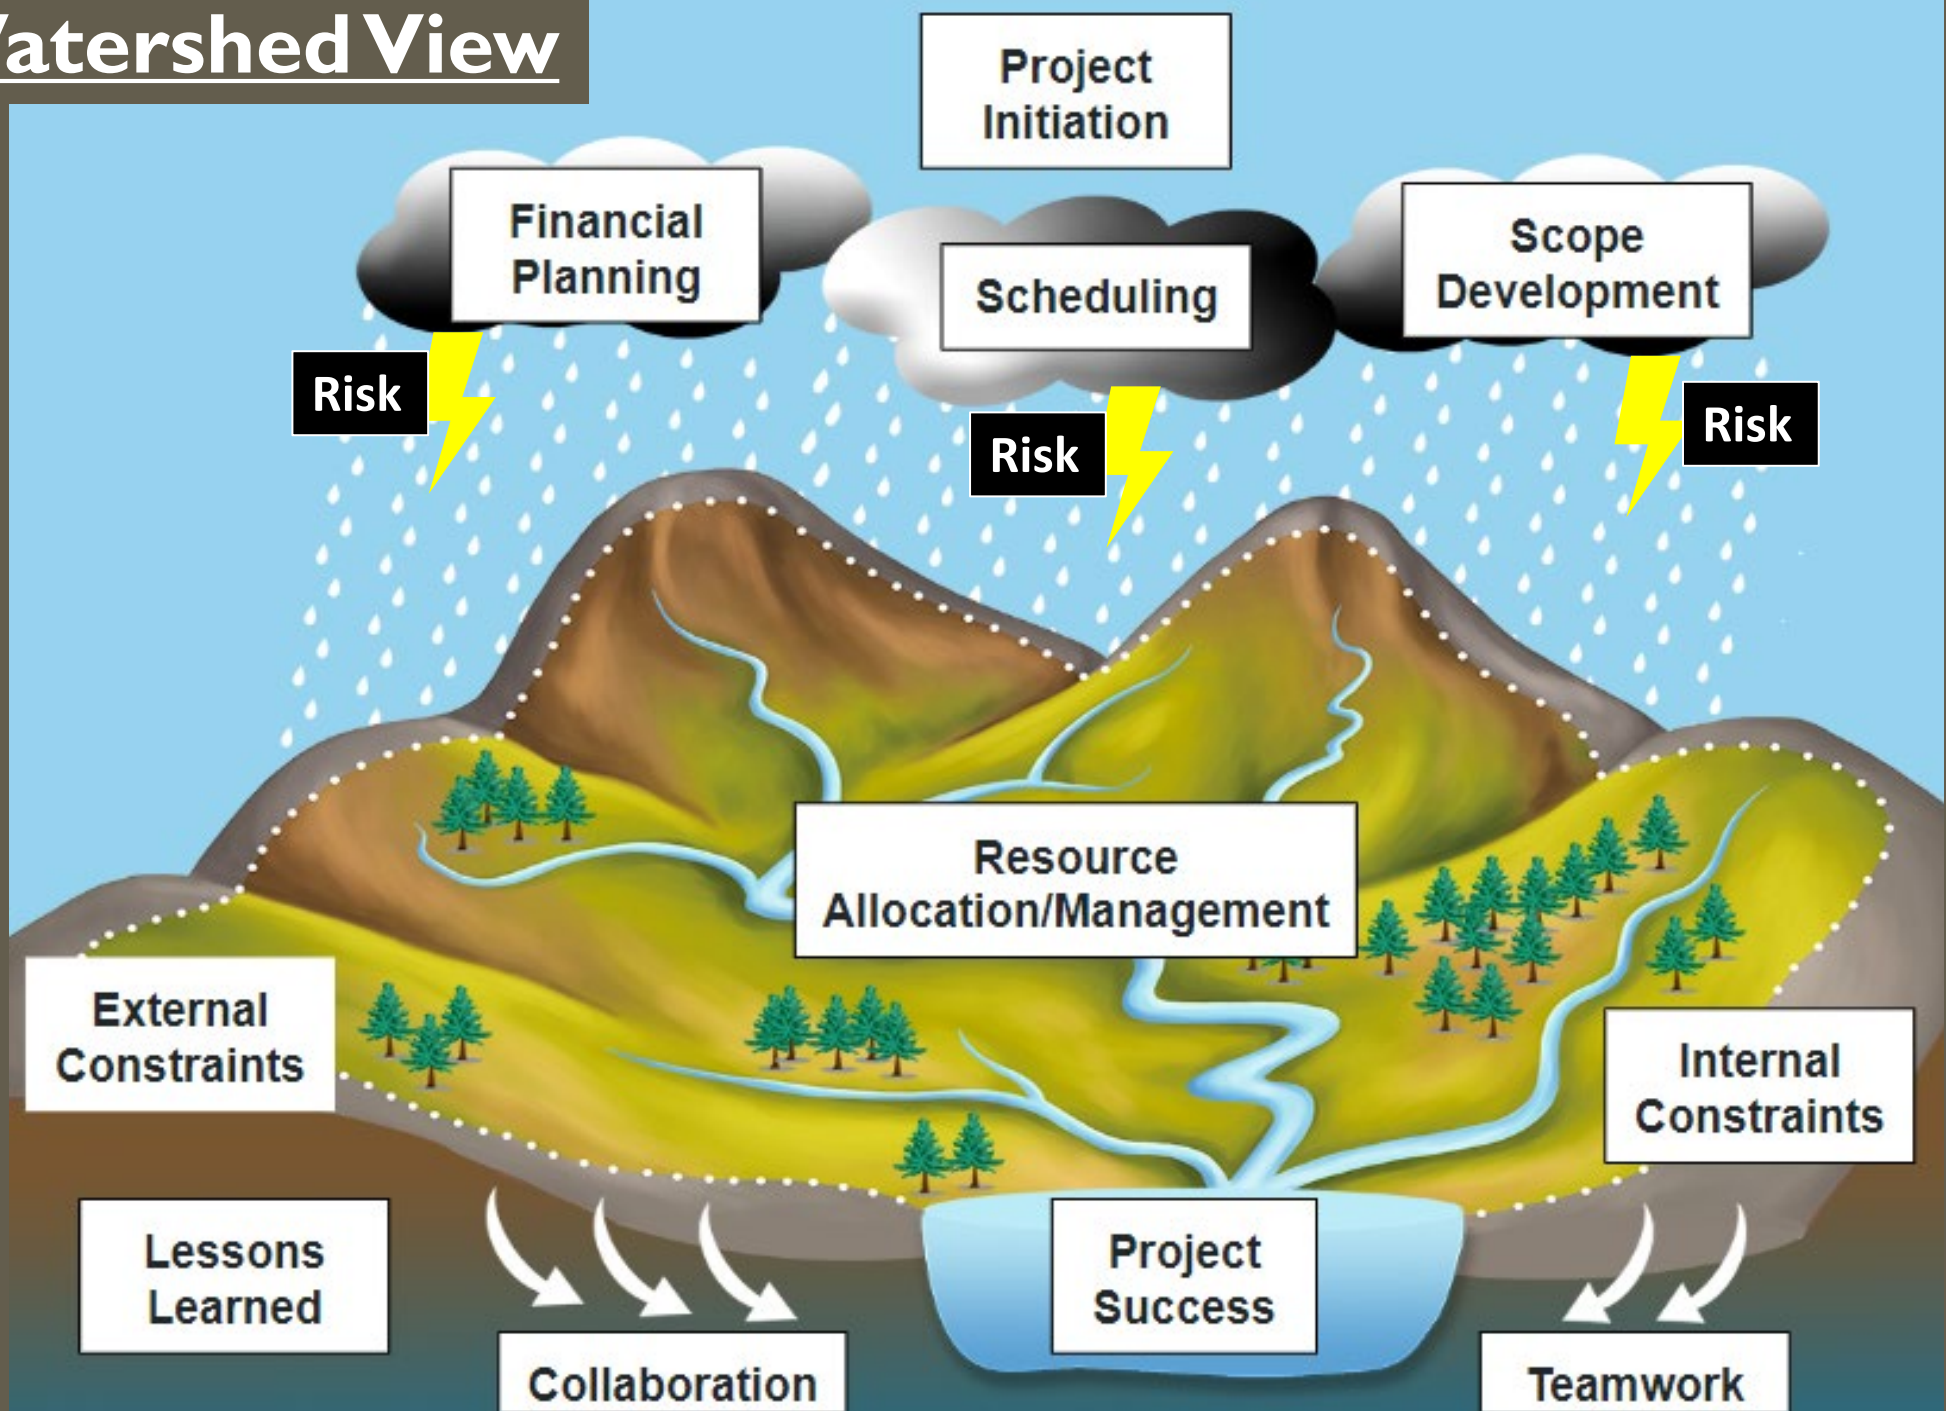 atershed View
Project
Initiation
Financial
Planning
Scheduling
Scope
Development
Risk
Risk
Risk
Resource
Allocation/Management
External
Constraints
Internal
Constraints
Lessons
Learned
Project
Success
Collaboration
Teamwork